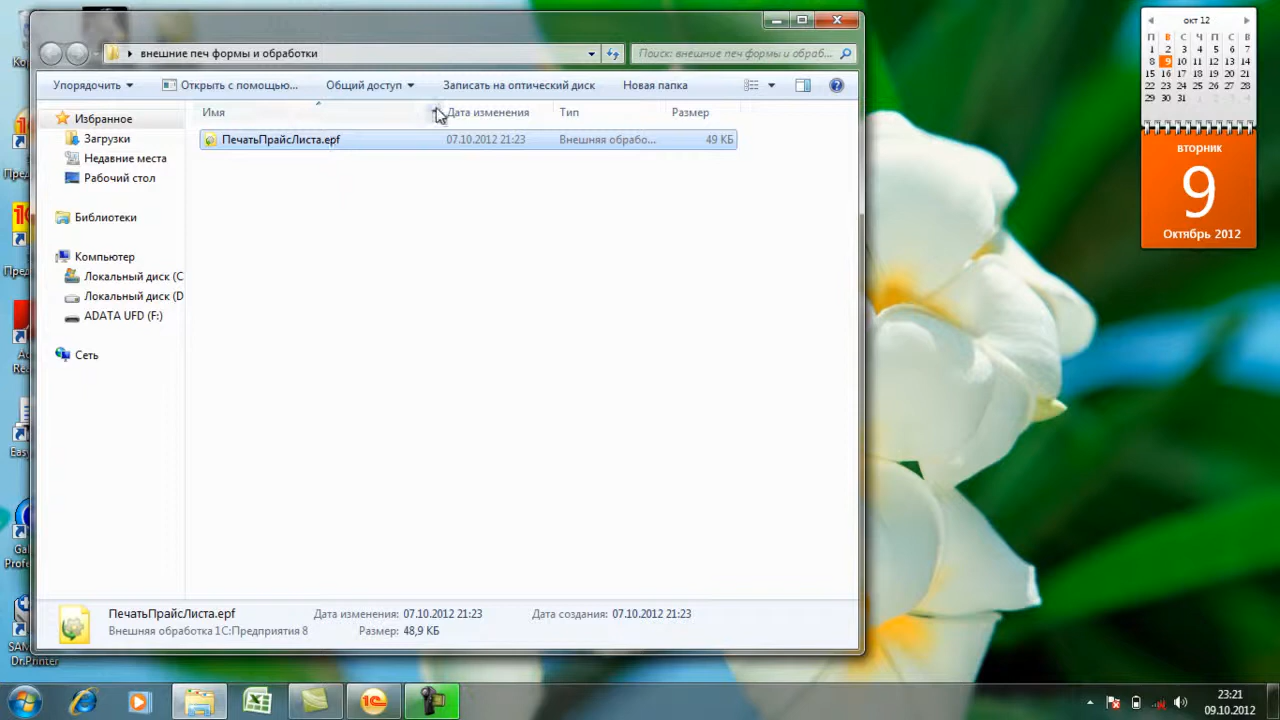 внешние печ формы и обработки
Поиск: внешние печ формы и обраб...
Упорядочить
Открыть с помощью...
Общий доступ
Записать на оптический диск
Новая папка
Имя
Дата изменения
Тип
Размер
ПечатьПрайсЛиста.epf
07.10.2012 21:23
Внешняя обрабо...
49 КБ
Избранное
Загрузки
Недавние места
Рабочий стол
Библиотеки
Компьютер
Локальный диск (C
Локальный диск (D
ADATA UFD (F:)
Сеть
ПечатьПрайсЛиста.epf
Дата изменения: 07.10.2012 21:23
Дата создания: 07.10.2012 21:23
Внешняя обработка 1С:Предприятия 8
Размер: 48,9 КБ
окт 12
П В С Ч П С В
1 2 3 4 5 6 7
8 9 10 11 12 13 14
15 16 17 18 19 20 21
22 23 24 25 26 27 28
29 30 31
вторник
9
Октябрь 2012
Dr.Printer
23:21
09.10.2012